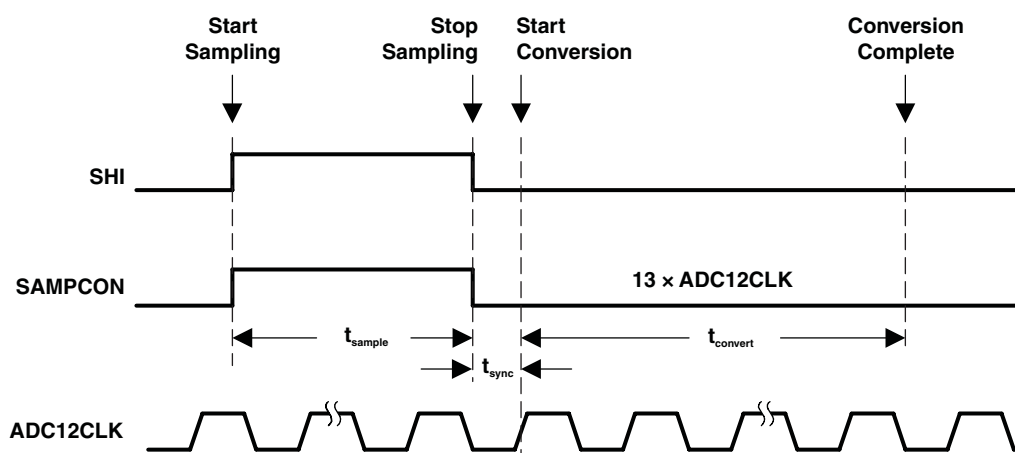 Start
Sampling
Stop
Sampling
Start
Conversion
Conversion
Complete
SHI
SAMPCON
13 × ADC12CLK
tsample
tconvert
tsync
ADC12CLK